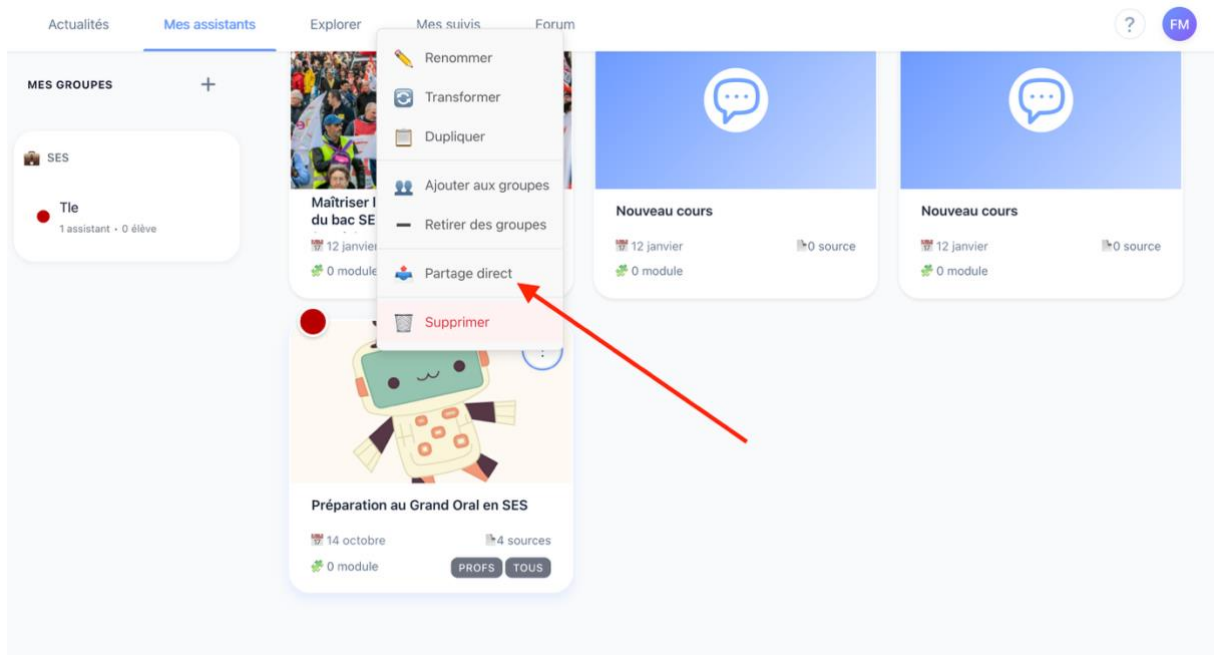 Actualités
Mes assistants
Explorer
Mes suivis
Forum
?
FM
MES GROUPES
+
SES
Tle
1 assistant • 0 élève
Renommer
Transformer
Dupliquer
Ajouter aux groupes
Retirer des groupes
Partage direct
Supprimer
Maîtriser
du bac SE
12 janvier
0 module
Nouveau cours
12 janvier
0 source
0 module
Nouveau cours
12 janvier
0 source
0 module
Préparation au Grand Oral en SES
14 octobre
4 sources
0 module
PROFS
TOUS